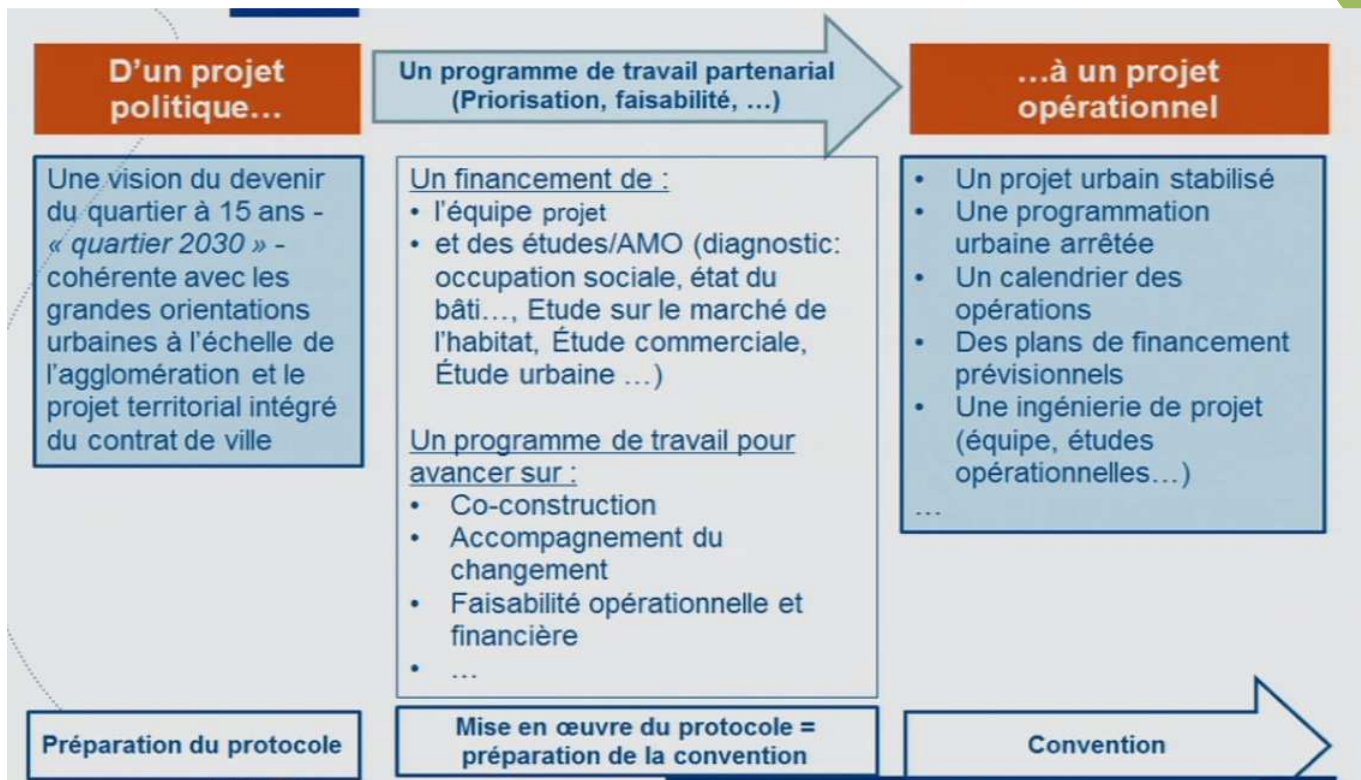 D'un projet
politique…
Un programme de travail partenarial
(Priorisation, faisabilité, …)
…à un projet
opérationnel
Une vision du devenir
du quartier à 15 ans -
« quartier 2030 » -
cohérente avec les
grandes orientations
urbaines à l'échelle de
l'agglomération et le
projet territorial intégré
du contrat de ville
Un financement de :
• l'équipe projet
• et des études/AMO (diagnostic:
occupation sociale, état du
bâti…, Etude sur le marché de
l'habitat, Étude commerciale,
Étude urbaine …)
Un programme de travail pour
avancer sur :
• Co-construction
• Accompagnement du
changement
• Faisabilité opérationnelle et
financière
• …
• Un projet urbain stabilisé
• Une programmation
urbaine arrêtée
• Un calendrier des
opérations
• Des plans de financement
prévisionnels
• Une ingénierie de projet
(équipe, études
opérationnelles…)
…
Préparation du protocole
Mise en œuvre du protocole =
préparation de la convention
Convention